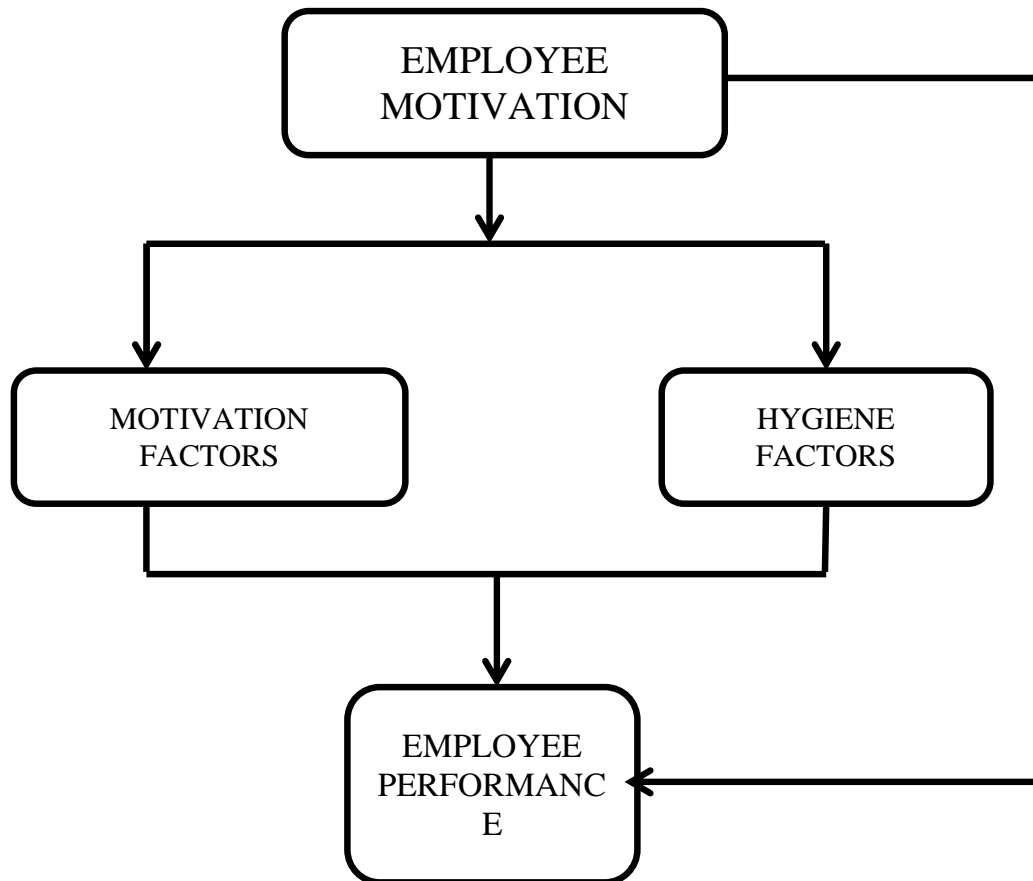 EMPLOYEE
MOTIVATION
MOTIVATION
FACTORS
HYGIENE
FACTORS
EMPLOYEE
PERFORMANC
E